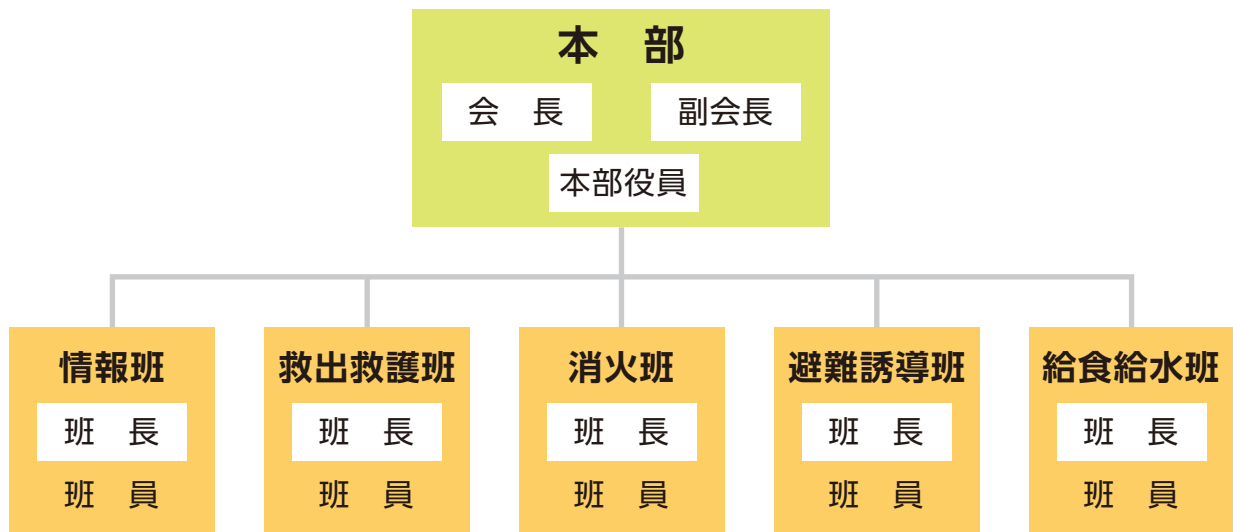 本　部
会　長
副会長
本部役員
情報班
班　長
班　員
救出救護班
班　長
班　員
消火班
班　長
班　員
避難誘導班
班　長
班　員
給食給水班
班　長
班　員